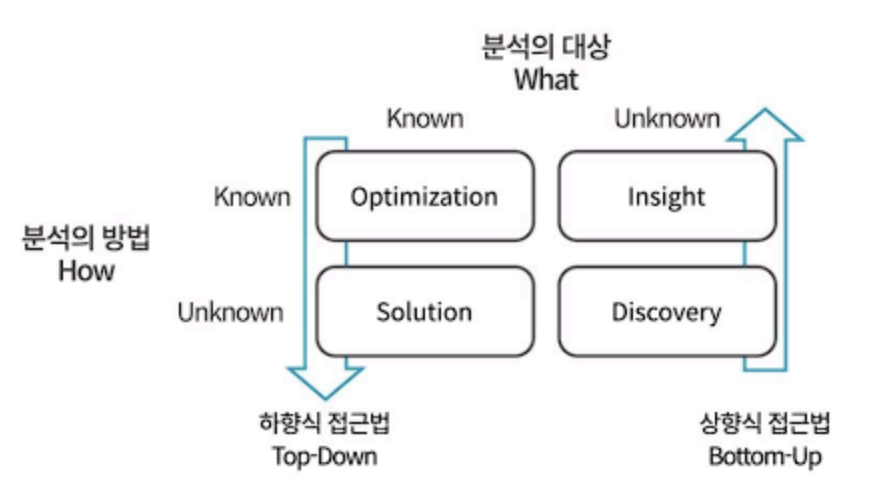 분석의 대상
What
Known
Unknown
Known
Optimization
Insight
분석의 방법
How
Unknown
Solution
Discovery
하향식 접근법
Top-Down
상향식 접근법
Bottom-Up